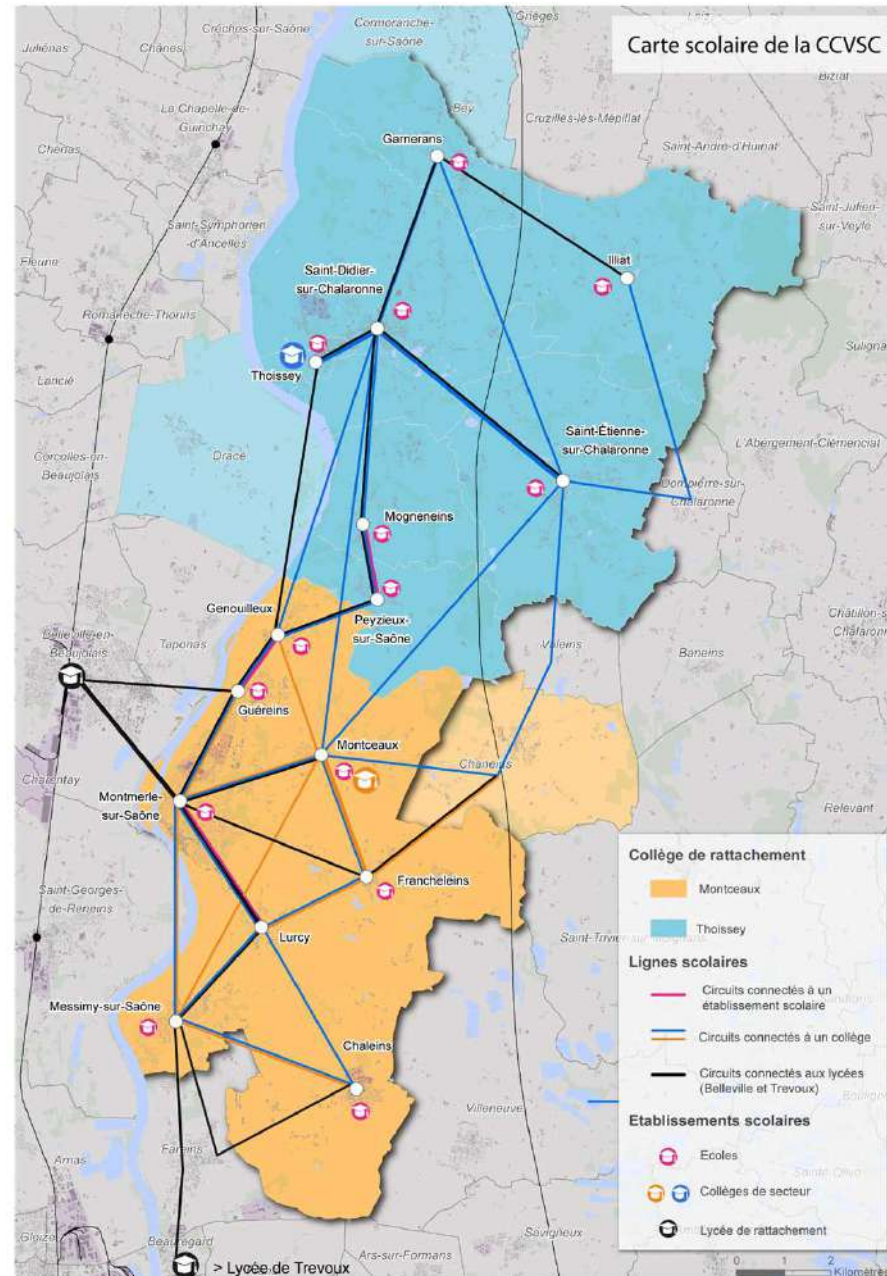 Carte scolaire de la CCVSC
Crêches-sur-Saône
Cormoranche-
sur-Saône
Grièges
Juliénas
Chânes
Bizial
La Chapelle-de-
Guinchay
Bey
Cruzilles-lès-Mépillat
Chénas
Garnerans
Saint-André-d'Huiriat
Saint-Symphorien
-d'Ancelles
Saint-Julien-
sur-Veyle
Fleurie
Saint-Didier-
sur-Chalaronne
Illiat
Romanèche-Thorins
Lancié
Thoissey
Saint-Étienne-
sur-Chalaronne
Dracé
L'Abergement-Clémenciat
Corcelles-en-
Beaujolais
Dompierre-sur-
Chalaronne
Mogneneins
Genouilleux
Peyzieux-
sur-Saône
Châtillon-s
Belleville-en-
Beaujolais
Taponas
Valeins
Baneins
Guéreins
Montceaux
Chaneins
Charentay
Montmerle-
sur-Saône
Relevant
Saint-Georges-
de-Reneins
Francheleins
Lurcy
Messimy-sur-Saône
Chaleins
Villeneuve
Fareins
Arnas
Gleizé
Beauregard
> Lycée de Trevoux
Ars-sur-Formans
Savigneux
Collège de rattachement
Montceaux
Thoissey
Lignes scolaires
Circuits connectés à un
établissement scolaire
Circuits connectés à un collège
Circuits connectés aux lycées
(Belleville et Trevoux)
Etablissements scolaires
Ecoles
Collèges de secteur
Lycée de rattachement
0 1 2
Kilomètres